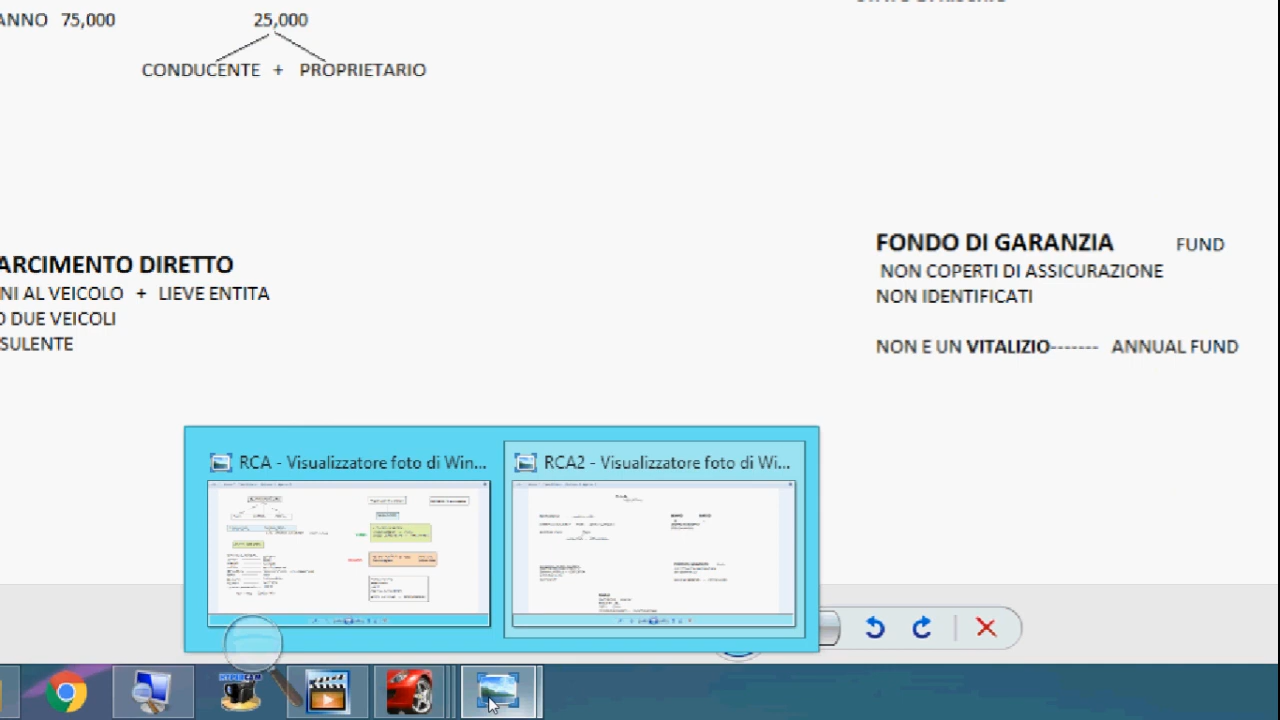 ANNO 75,000 25,000
CONDUCENTE + PROPRIETARIO
ARCIMENTO DIRETTO
NI AL VEICOLO + LIEVE ENTITA
O DUE VEICOLI
SULENTE
FONDO DI GARANZIA FUND
NON COPERTI DI ASSICURAZIONE
NON IDENTIFICATI
NON E UN VITALIZIO------- ANNUAL FUND
RCA - Visualizzatore foto di Win...
RCA2 - Visualizzatore foto di Wi...